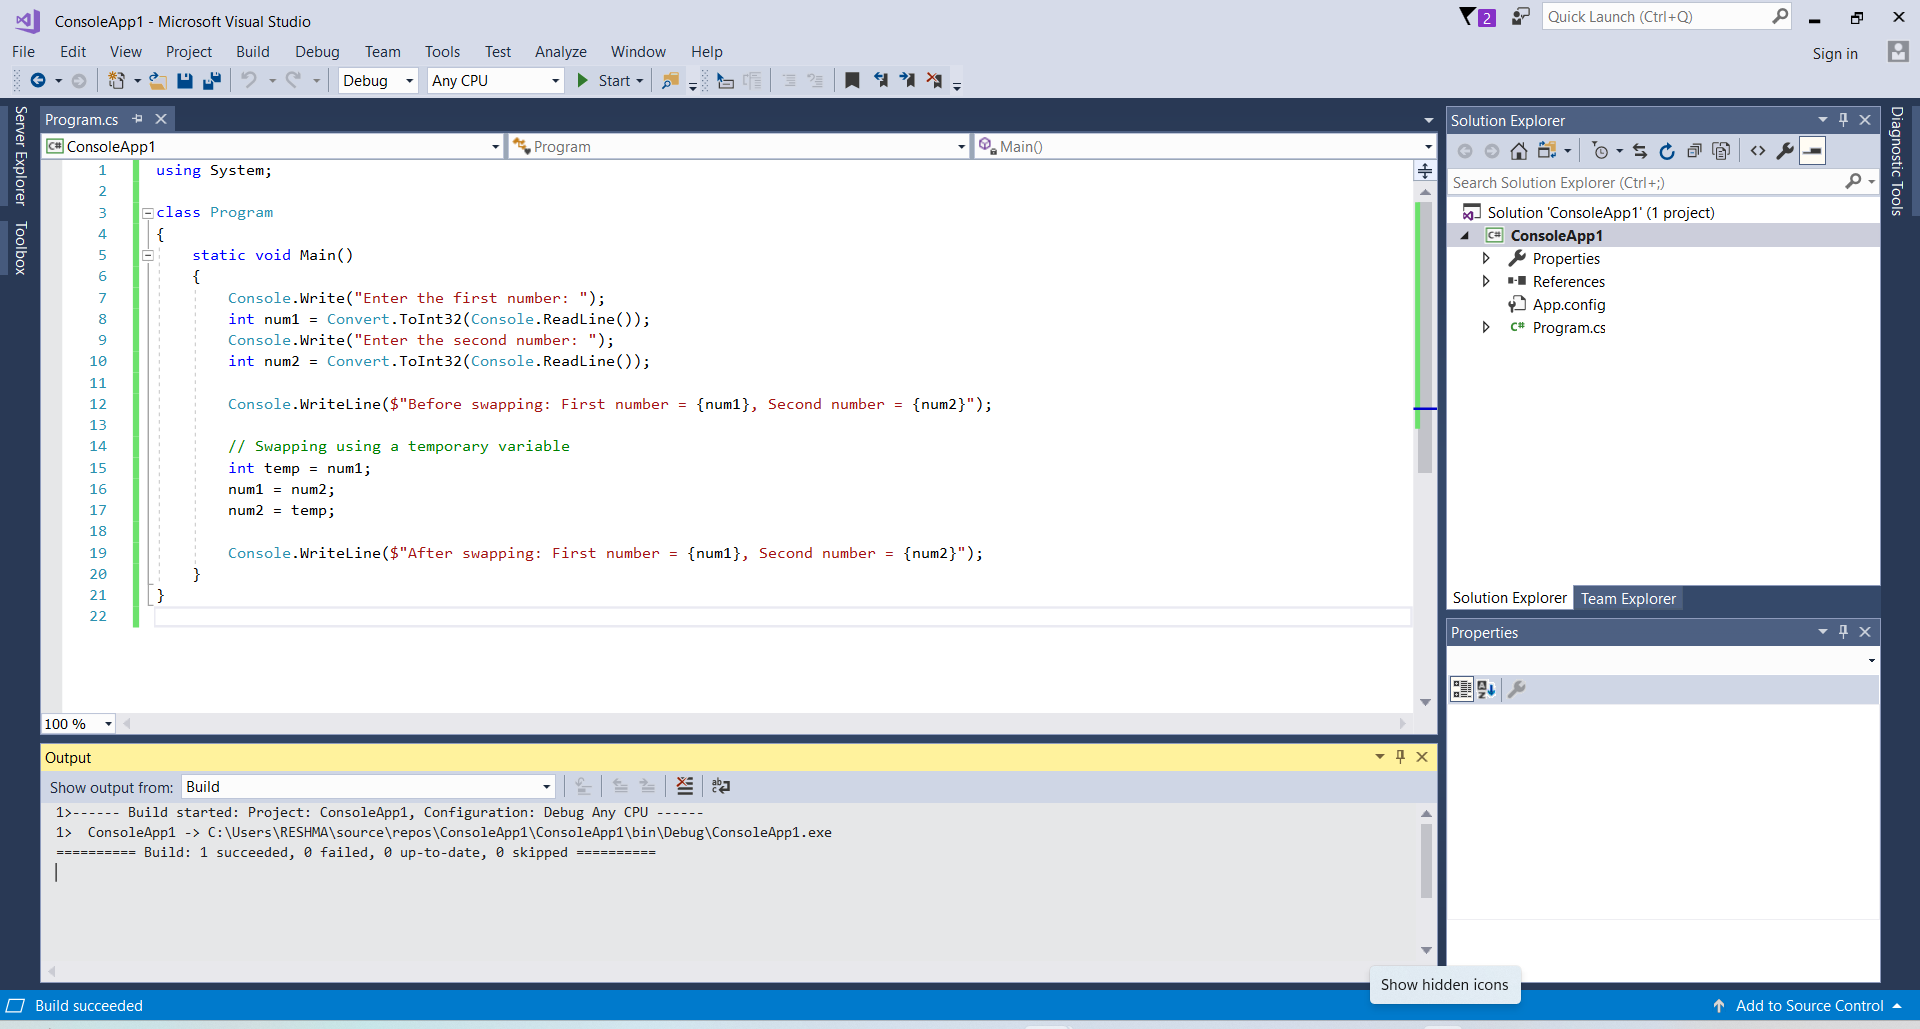 ConsoleApp1 - Microsoft Visual Studio
2
Quick Launch (Ctrl+Q)
File Edit View Project Build Debug Team Tools Test Analyze Window Help
Sign in
Debug Any CPU Start
Server Explorer
Toolbox
Program.cs
C# ConsoleApp1 Program Main()
1 using System;
2
3 class Program
4 {
5 static void Main()
6 {
7 Console.Write("Enter the first number: ");
8 int num1 = Convert.ToInt32(Console.ReadLine());
9 Console.Write("Enter the second number: ");
10 int num2 = Convert.ToInt32(Console.ReadLine());
11
12 Console.WriteLine($"Before swapping: First number = {num1}, Second number = {num2}");
13
14 // Swapping using a temporary variable
15 int temp = num1;
16 num1 = num2;
17 num2 = temp;
18
19 Console.WriteLine($"After swapping: First number = {num1}, Second number = {num2}");
20 }
21 }
22
100 %
Output
Show output from: Build
1>------ Build started: Project: ConsoleApp1, Configuration: Debug Any CPU ------
1>  ConsoleApp1 -> C:\Users\RESHMA\source\repos\ConsoleApp1\ConsoleApp1\bin\Debug\ConsoleApp1.exe
========== Build: 1 succeeded, 0 failed, 0 up-to-date, 0 skipped ==========
Solution Explorer
Search Solution Explorer (Ctrl+;)
Solution 'ConsoleApp1' (1 project)
C# ConsoleApp1
Properties
References
App.config
C# Program.cs
Solution Explorer Team Explorer
Properties
Diagnostic Tools
Show hidden icons
Build succeeded
Add to Source Control